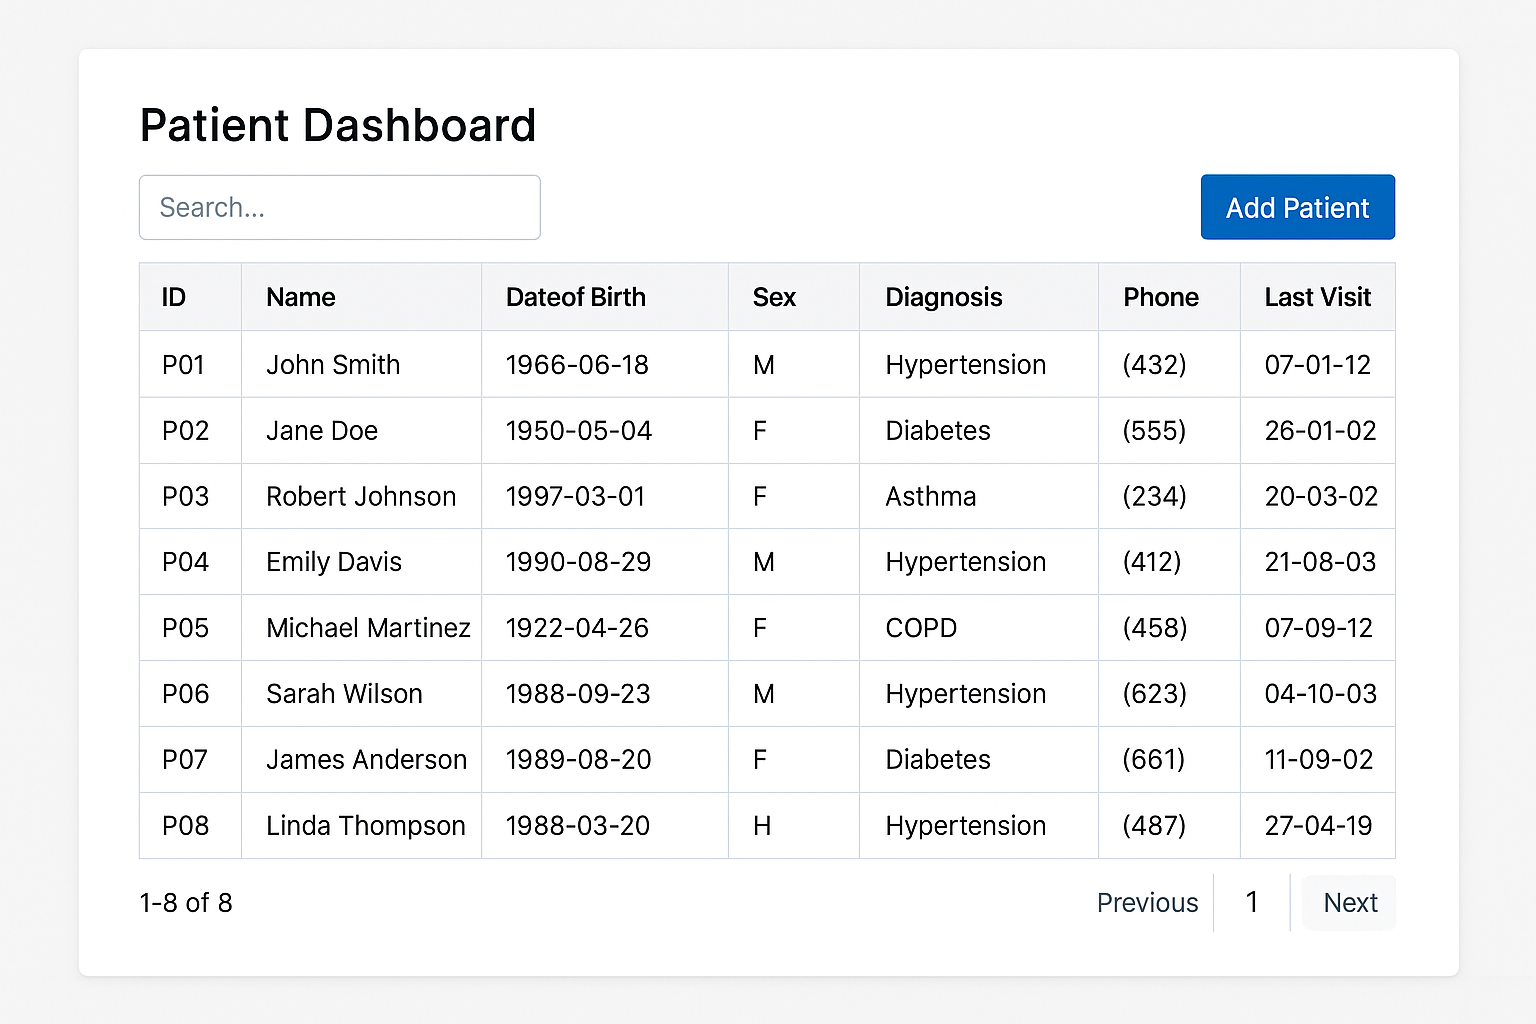 Patient Dashboard
Search...
Add Patient
ID Name Dateof Birth Sex Diagnosis Phone Last Visit
P01 John Smith 1966-06-18 M Hypertension (432) 07-01-12
P02 Jane Doe 1950-05-04 F Diabetes (555) 26-01-02
P03 Robert Johnson 1997-03-01 F Asthma (234) 20-03-02
P04 Emily Davis 1990-08-29 M Hypertension (412) 21-08-03
P05 Michael Martinez 1922-04-26 F COPD (458) 07-09-12
P06 Sarah Wilson 1988-09-23 M Hypertension (623) 04-10-03
P07 James Anderson 1989-08-20 F Diabetes (661) 11-09-02
P08 Linda Thompson 1988-03-20 H Hypertension (487) 27-04-19
1-8 of 8 Previous 1 Next